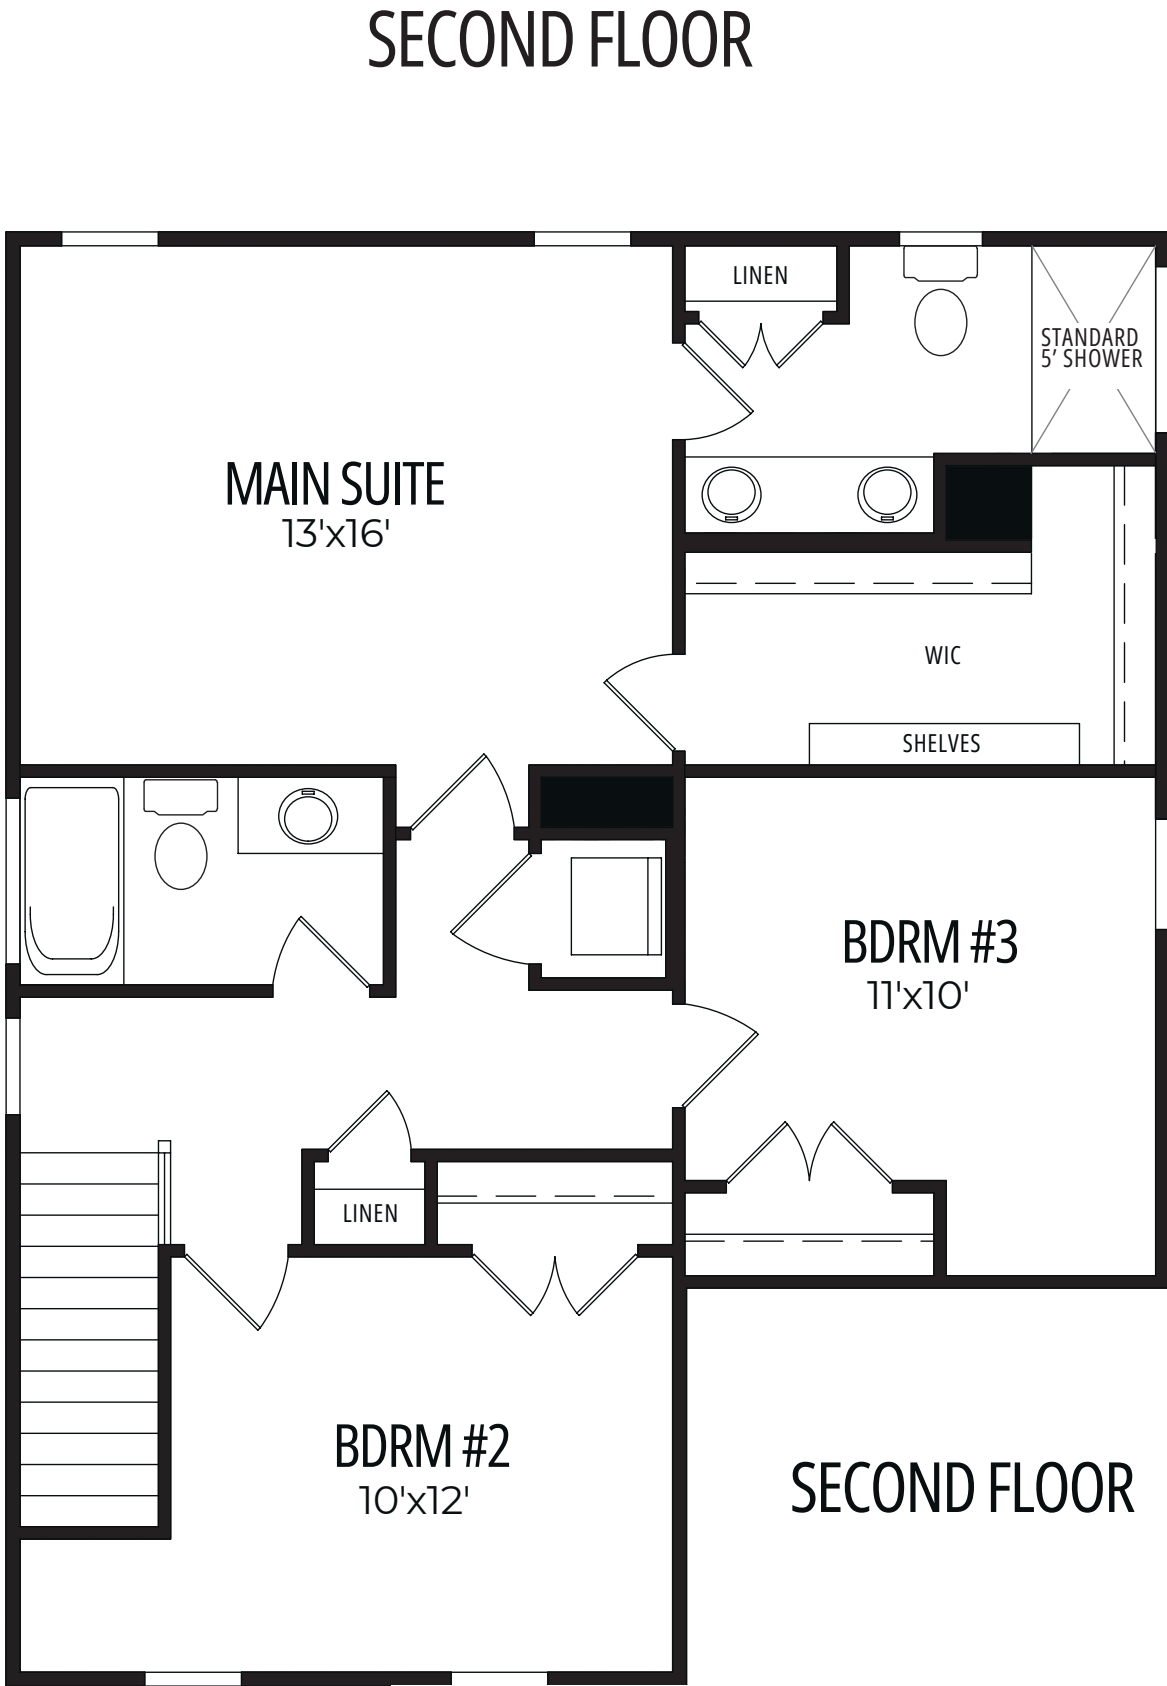 SECOND FLOOR
LINEN
STANDARD
5' SHOWER
MAIN SUITE
13'x16'
WIC
SHELVES
BDRM #3
11'x10'
LINEN
BDRM #2
10'x12'
SECOND FLOOR